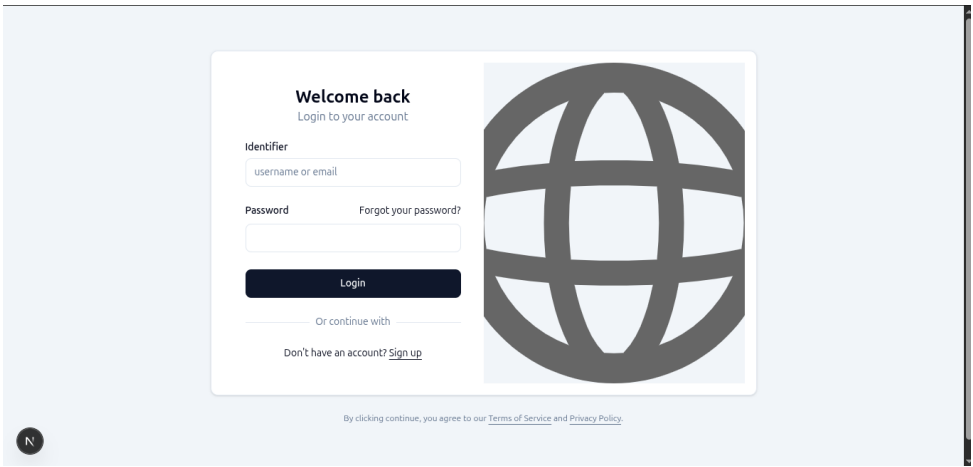 Welcome back
Login to your account
Identifier
username or email
Password Forgot your password?
Login
Or continue with
Don't have an account? Sign up
By clicking continue, you agree to our Terms of Service and Privacy Policy.
N